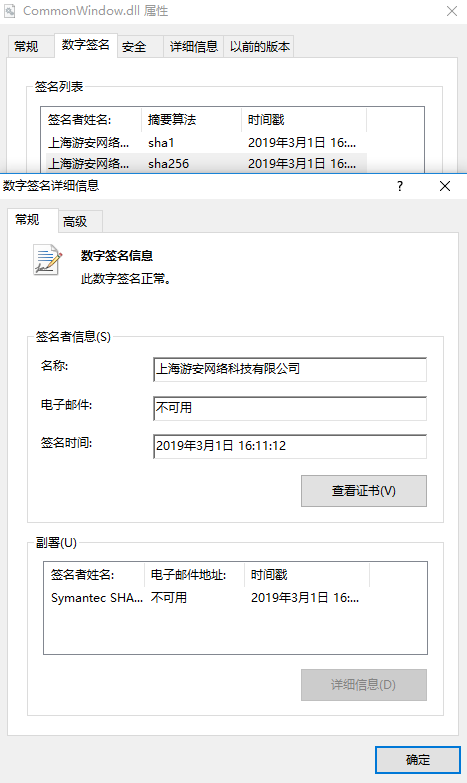 CommonWindow.dll 属性
常规 数字签名 安全 详细信息 以前的版本
签名列表
签名者姓名: 摘要算法 时间戳
上海游安网络... sha1 2019年3月1日 16:...
上海游安网络... sha256 2019年3月1日 16:...
数字签名详细信息 ?
常规 高级
数字签名信息
此数字签名正常。
签名者信息(S)
名称: 上海游安网络科技有限公司
电子邮件: 不可用
签名时间: 2019年3月1日 16:11:12
查看证书(V)
副署(U)
签名者姓名: 电子邮件地址: 时间戳
Symantec SHA... 不可用 2019年3月1日 16:...
详细信息(D)
确定